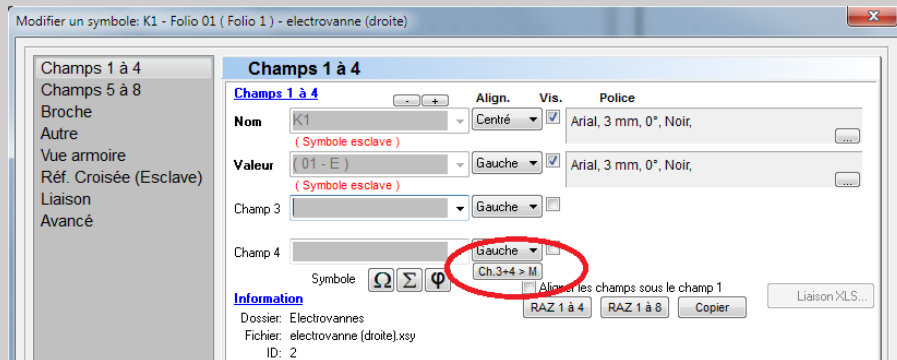 Modifier un symbole: K1 - Folio 01 ( Folio 1 ) - electrovanne (droite)
Champs 1 à 4
Champs 5 à 8
Broche
Autre
Vue armoire
Réf. Croisée (Esclave)
Liaison
Avancé
Champs 1 à 4
Champs 1 à 4 - + Align. Vis. Police
Nom K1 Centré Arial, 3 mm, 0°, Noir, ...
( Symbole esclave )
Valeur ( 01 - E ) Gauche Arial, 3 mm, 0°, Noir, ...
( Symbole esclave )
Champ 3 Gauche
Champ 4 Gauche
Symbole Ω Σ φ Ch.3+4 > M
Aligner les champs sous le champ 1
Information RAZ 1 à 4 RAZ 1 à 8 Copier Liaison XLS...
Dossier: Electrovannes
Fichier: electrovanne (droite).xsy
ID: 2